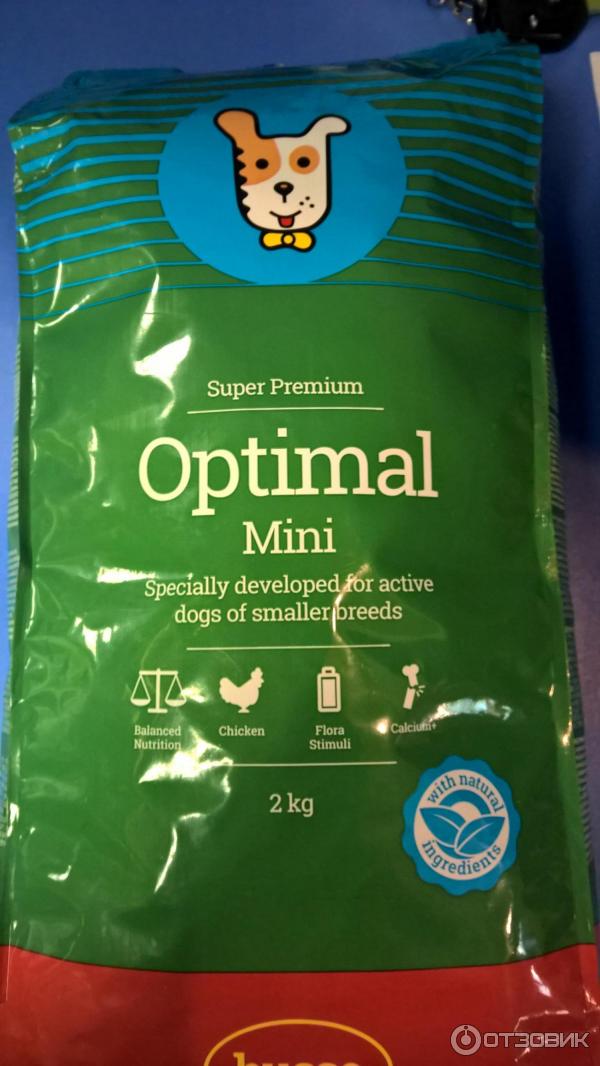 Super Premium
Optimal
Mini
Specially developed for active
dogs of smaller breeds
Balanced
Nutrition
Chicken
Flora
Stimuli
Calcium+
2 kg
with natural
ingredients
husse
ОТЗОВИК